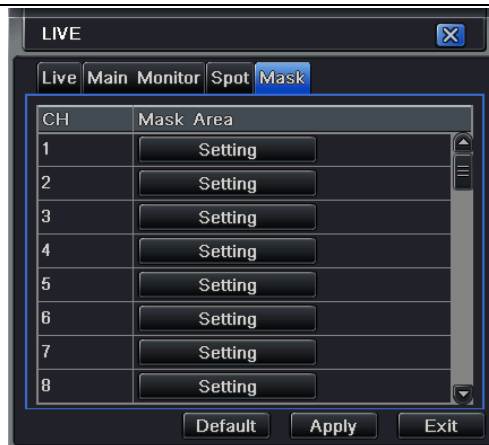 LIVE
Live Main Monitor Spot Mask
CH Mask Area
1 Setting
2 Setting
3 Setting
4 Setting
5 Setting
6 Setting
7 Setting
8 Setting
Default Apply Exit